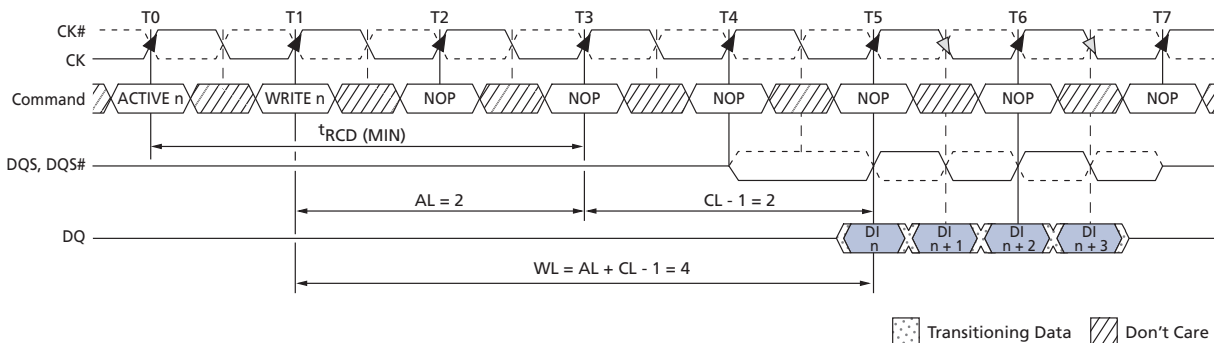 T0 T1 T2 T3 T4 T5 T6 T7
CK#
CK
Command ACTIVE n WRITE n NOP NOP NOP NOP NOP NOP
tRCD (MIN)
DQS, DQS#
AL = 2 CL - 1 = 2
DQ DI n DI n + 1 DI n + 2 DI n + 3
WL = AL + CL - 1 = 4
Transitioning Data Don't Care